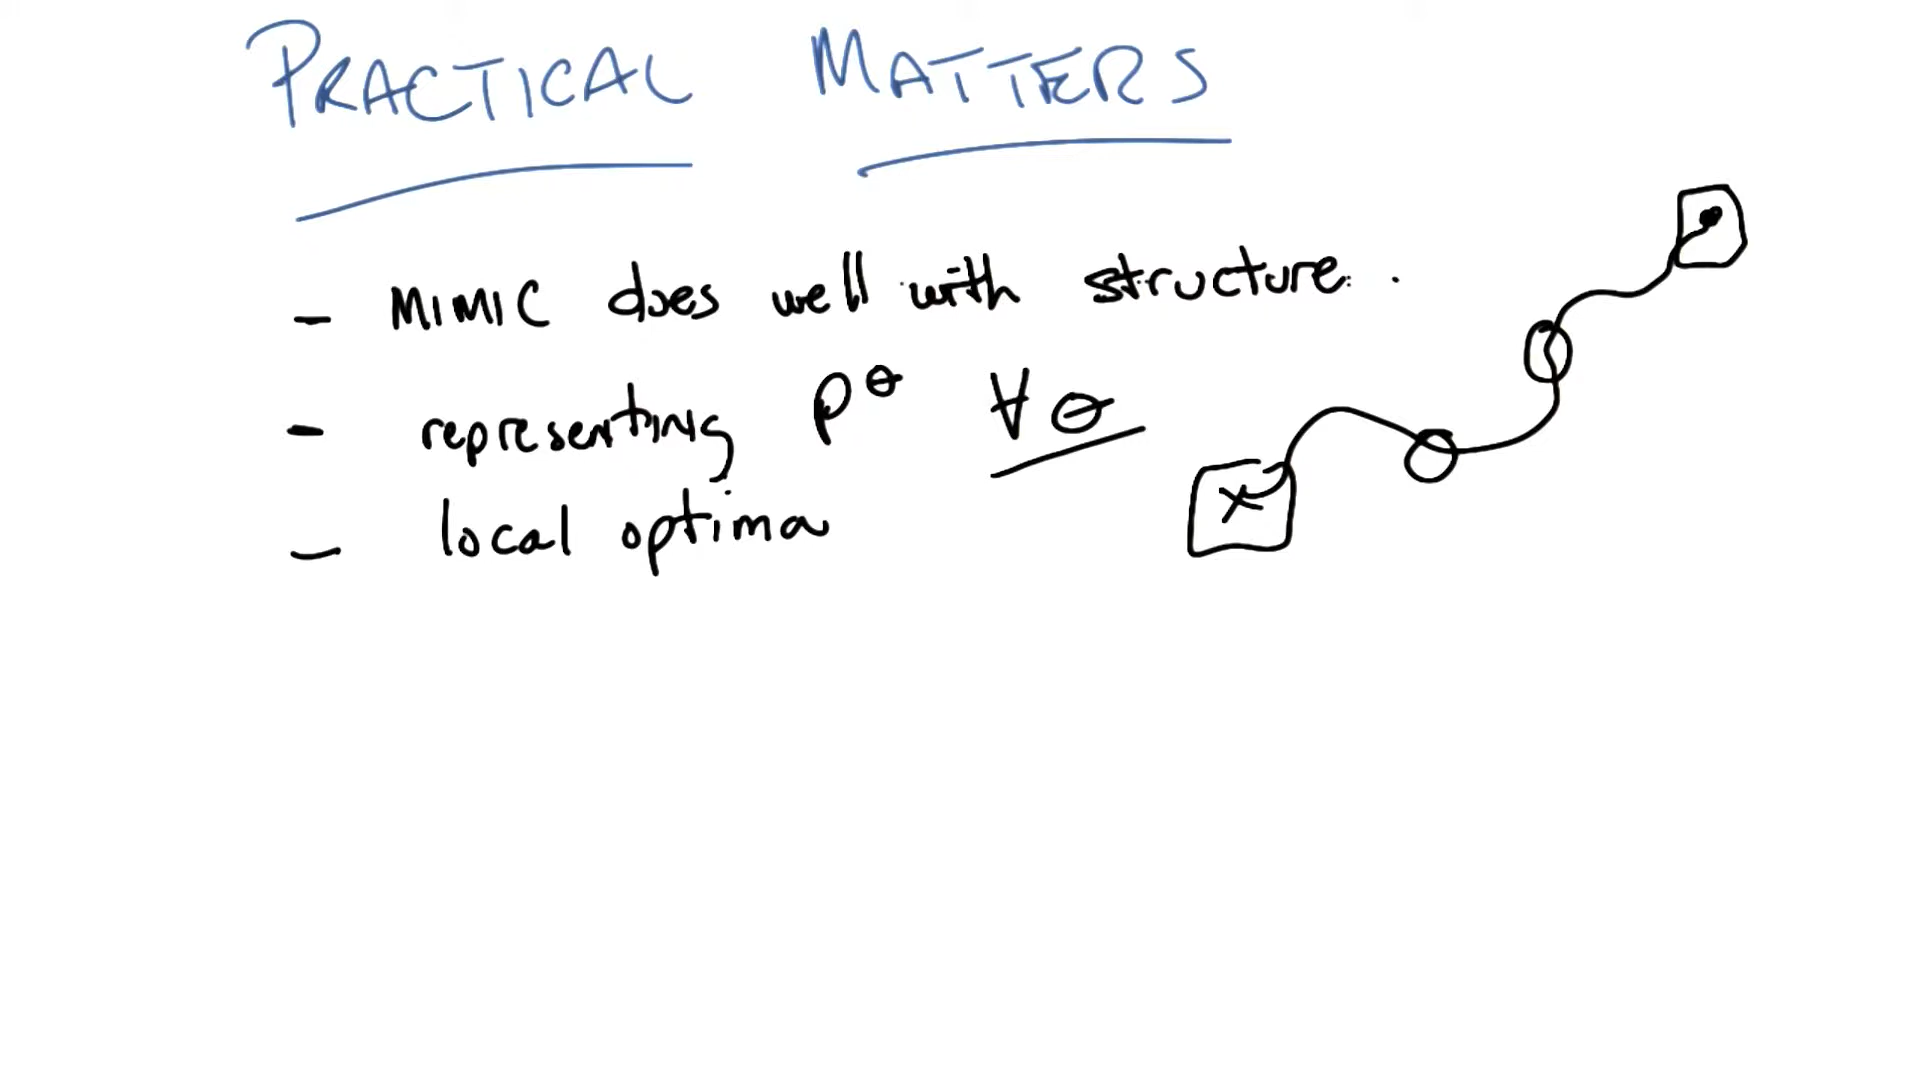 PRACTICAL MATTERS
- MIMIC does well with structure.
- representing P^θ ∀θ
- local optima
X